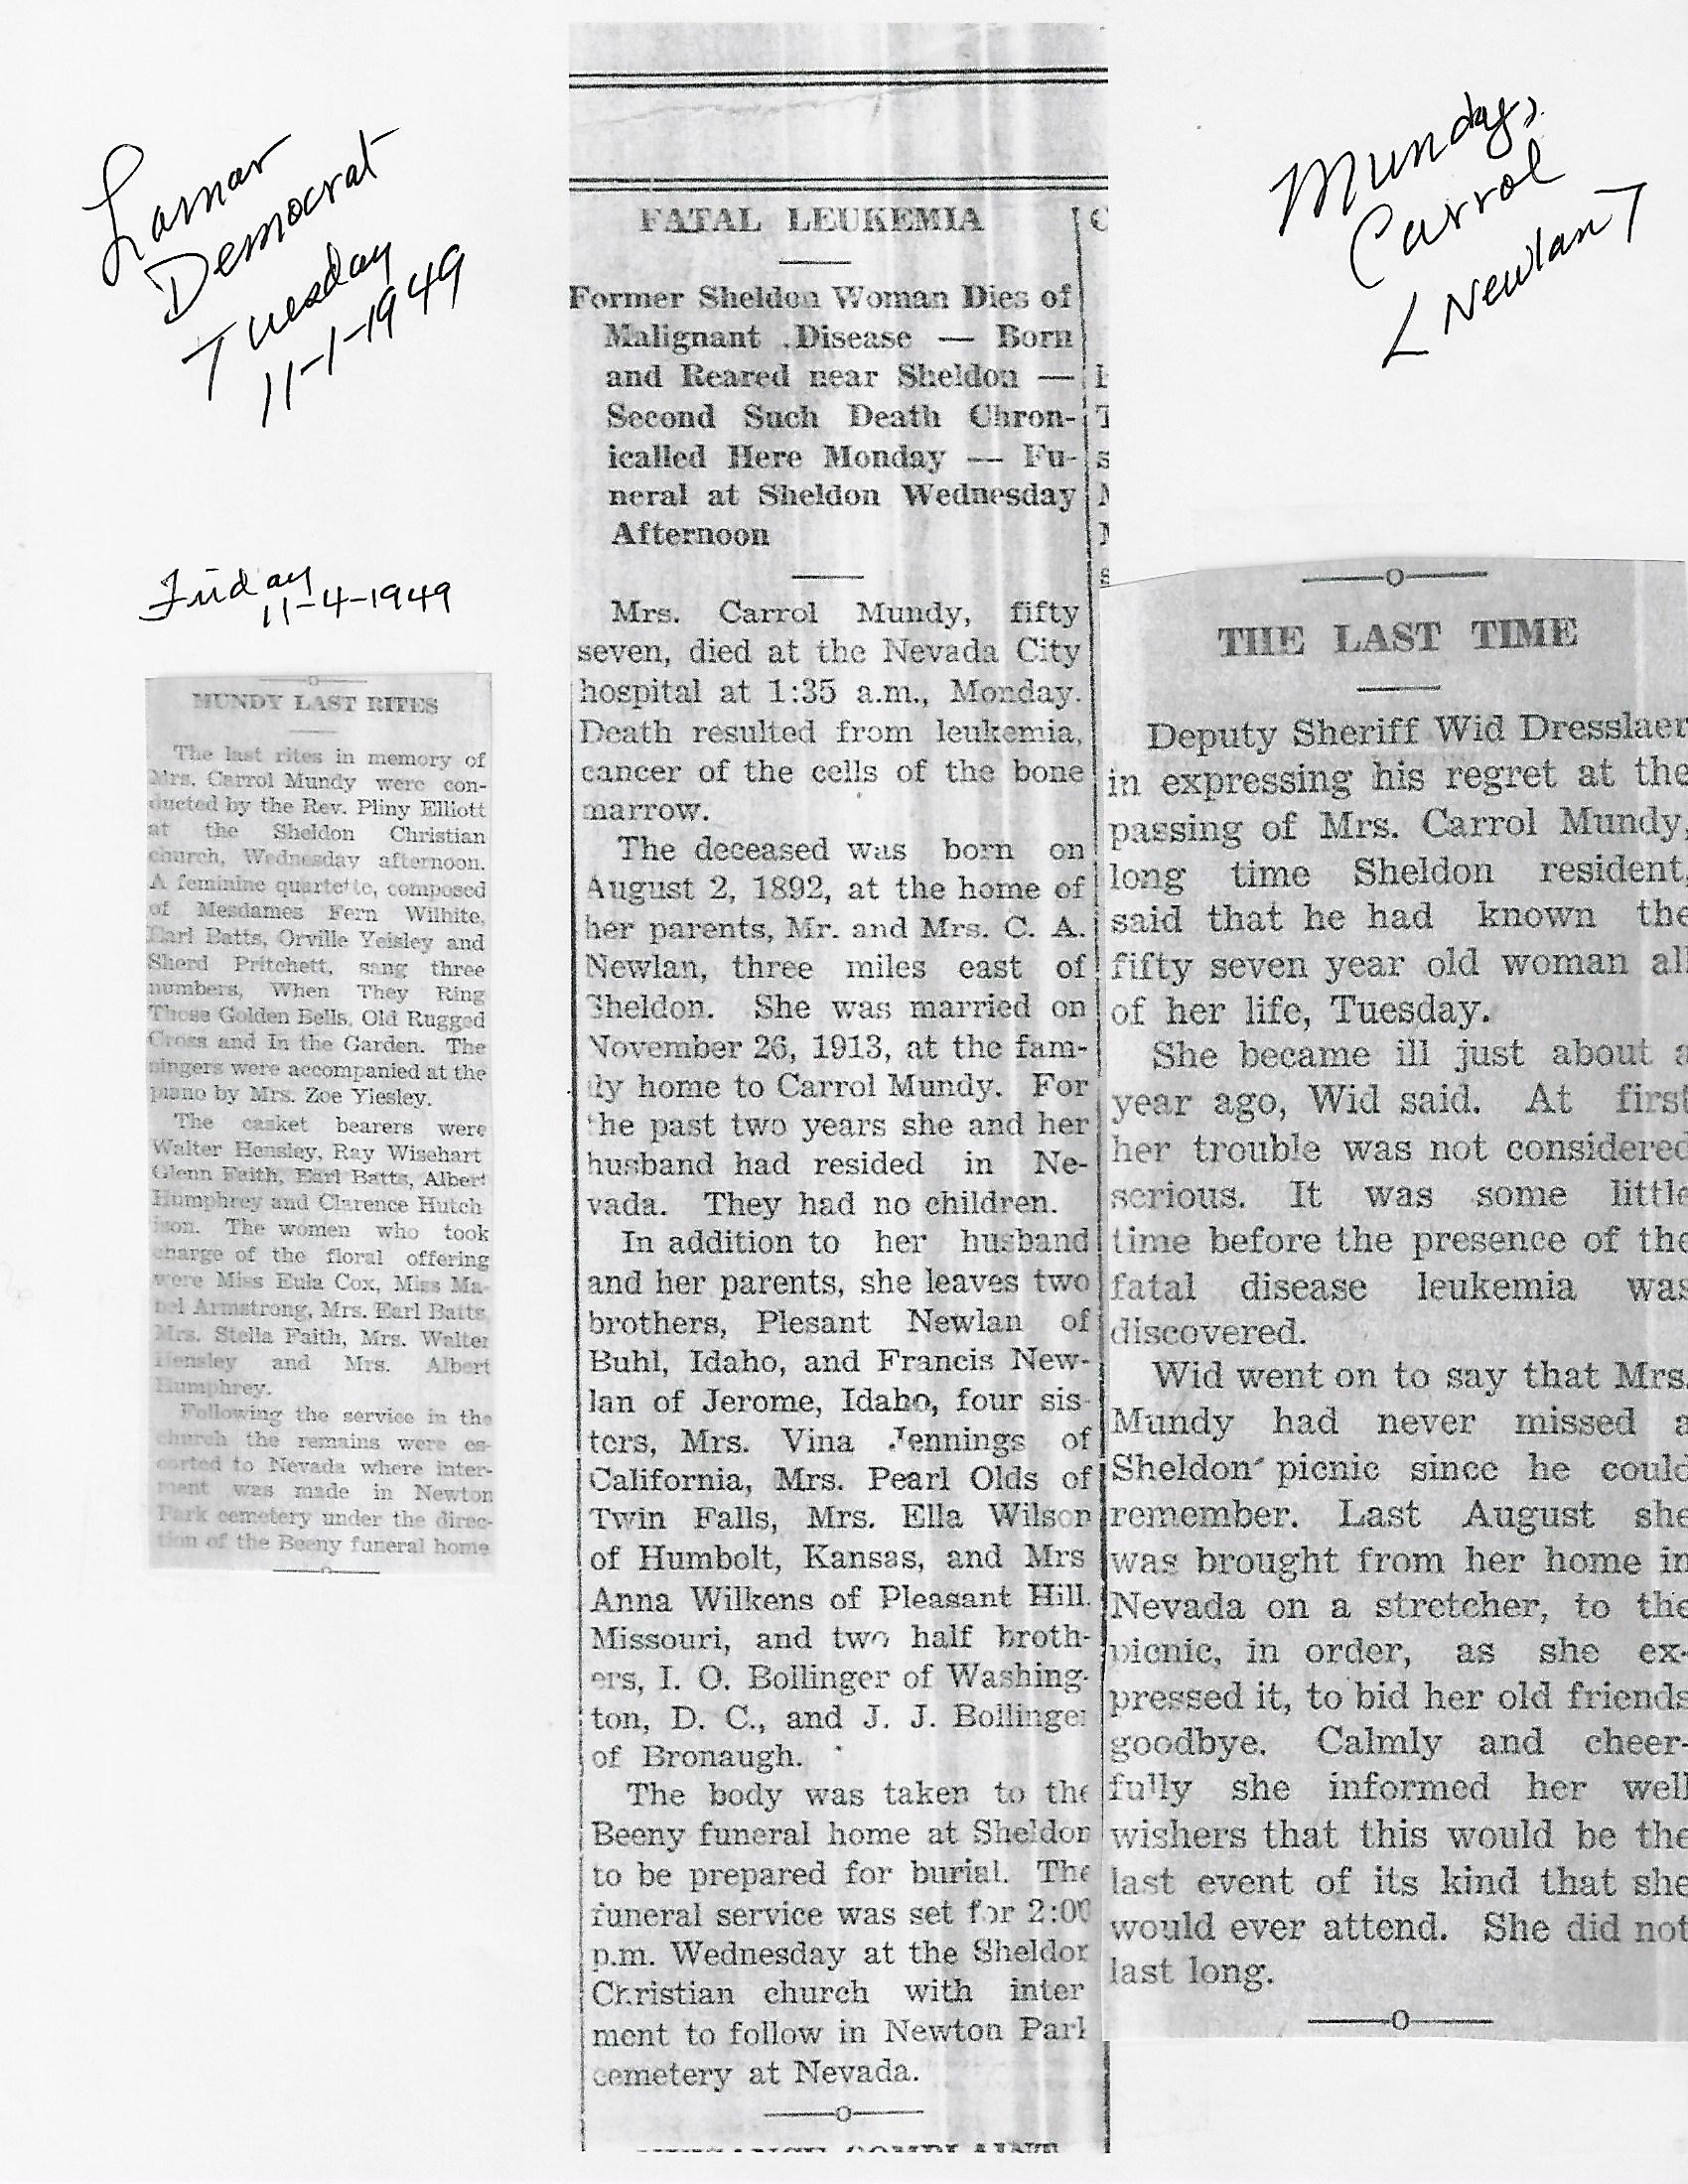 Lamar
Democrat
Tuesday
11-1-1949
Mundy,
Carrol
< Newlan >
Friday
11-4-1949
MUNDY LAST RITES
The last rites in memory of
Mrs. Carrol Mundy were con-
ducted by the Rev. Pliny Elliott
at the Sheldon Christian
church, Wednesday afternoon.
A feminine quartette, composed
of Mesdames Fern Wilhite,
Earl Batts, Orville Yeisley and
Sherd Pritchett, sang three
numbers, When They Ring
Those Golden Bells, Old Rugged
Cross and In the Garden. The
singers were accompanied at the
piano by Mrs. Zoe Yiesley.
The casket bearers were
Walter Hensley, Ray Wisehart
Glenn Faith, Earl Batts, Albert
Humphrey and Clarence Hutch
ison. The women who took
charge of the floral offering
were Miss Eula Cox, Miss Ma-
bel Armstrong, Mrs. Earl Batts
Mrs. Stella Faith, Mrs. Walter
Hensley and Mrs. Albert
Humphrey.
Following the service in the
church the remains were es-
corted to Nevada where inter-
ment was made in Newton
Park cemetery under the direc-
tion of the Beeny funeral home
FATAL LEUKEMIA
Former Sheldon Woman Dies of
Malignant Disease — Born
and Reared near Sheldon —
Second Such Death Chron-
icalled Here Monday — Fu-
neral at Sheldon Wednesday
Afternoon
Mrs. Carrol Mundy, fifty
seven, died at the Nevada City
hospital at 1:35 a.m., Monday.
Death resulted from leukemia,
cancer of the cells of the bone
marrow.
The deceased was born on
August 2, 1892, at the home of
her parents, Mr. and Mrs. C. A.
Newlan, three miles east of
Sheldon. She was married on
November 26, 1913, at the fam-
ily home to Carrol Mundy. For
the past two years she and her
husband had resided in Ne-
vada. They had no children.
In addition to her husband
and her parents, she leaves two
brothers, Plesant Newlan of
Buhl, Idaho, and Francis New-
lan of Jerome, Idaho, four sis-
ters, Mrs. Vina Jennings of
California, Mrs. Pearl Olds of
Twin Falls, Mrs. Ella Wilson
of Humbolt, Kansas, and Mrs
Anna Wilkens of Pleasant Hill.
Missouri, and two half broth-
ers, I. O. Bollinger of Washing-
ton, D. C., and J. J. Bollinger
of Bronaugh.
The body was taken to the
Beeny funeral home at Sheldon
to be prepared for burial. The
funeral service was set for 2:00
p.m. Wednesday at the Sheldon
Christian church with inter
ment to follow in Newton Park
cemetery at Nevada.
THE LAST TIME
Deputy Sheriff Wid Dresslaer
in expressing his regret at the
passing of Mrs. Carrol Mundy,
long time Sheldon resident,
said that he had known the
fifty seven year old woman all
of her life, Tuesday.
She became ill just about a
year ago, Wid said. At first
her trouble was not considered
serious. It was some little
time before the presence of the
fatal disease leukemia was
discovered.
Wid went on to say that Mrs.
Mundy had never missed a
Sheldon picnic since he could
remember. Last August she
was brought from her home in
Nevada on a stretcher, to the
picnic, in order, as she ex-
pressed it, to bid her old friends
goodbye. Calmly and cheer-
fully she informed her well
wishers that this would be the
last event of its kind that she
would ever attend. She did not
last long.